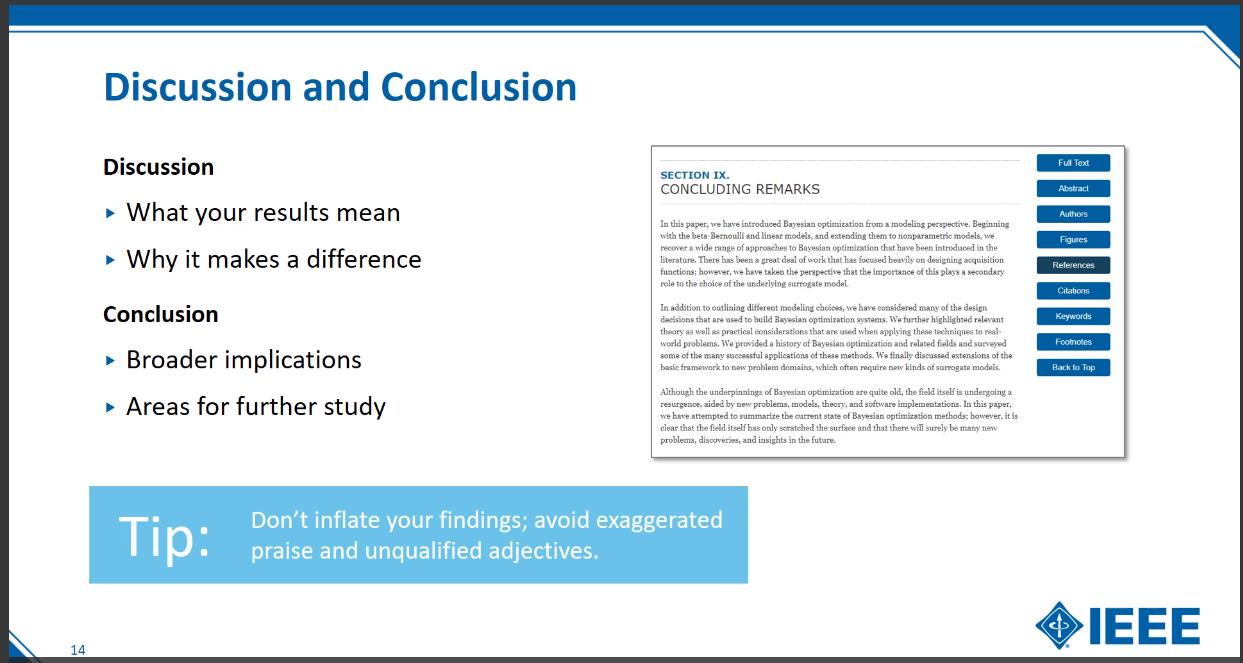 Discussion and Conclusion
Discussion
What your results mean
Why it makes a difference
Conclusion
Broader implications
Areas for further study
SECTION IX.
CONCLUDING REMARKS
In this paper, we have introduced Bayesian optimization from a modeling perspective. Beginning
with the beta-Bernoulli and linear models, and extending them to nonparametric models, we
recover a wide range of approaches to Bayesian optimization that have been introduced in the
literature. There has been a great deal of work that has focused heavily on designing acquisition
functions; however, we have taken the perspective that the importance of this plays a secondary
role to the choice of the underlying surrogate model.
In addition to outlining different modeling choices, we have considered many of the design
decisions that are used to build Bayesian optimization systems. We further highlighted relevant
theory as well as practical considerations that are used when applying these techniques to real-
world problems. We provided a history of Bayesian optimization and related fields and surveyed
some of the many successful applications of these methods. We finally discussed extensions of the
basic framework to new problem domains, which often require new kinds of surrogate models.
Although the underpinnings of Bayesian optimization are quite old, the field itself is undergoing a
resurgence, aided by new problems, models, theory, and software implementations. In this paper,
we have attempted to summarize the current state of Bayesian optimization methods; however, it is
clear that the field itself has only scratched the surface and that there will surely be many new
problems, discoveries, and insights in the future.
Full Text
Abstract
Authors
Figures
References
Citations
Keywords
Footnotes
Back to Top
Tip:
Don’t inflate your findings; avoid exaggerated
praise and unqualified adjectives.
14
IEEE